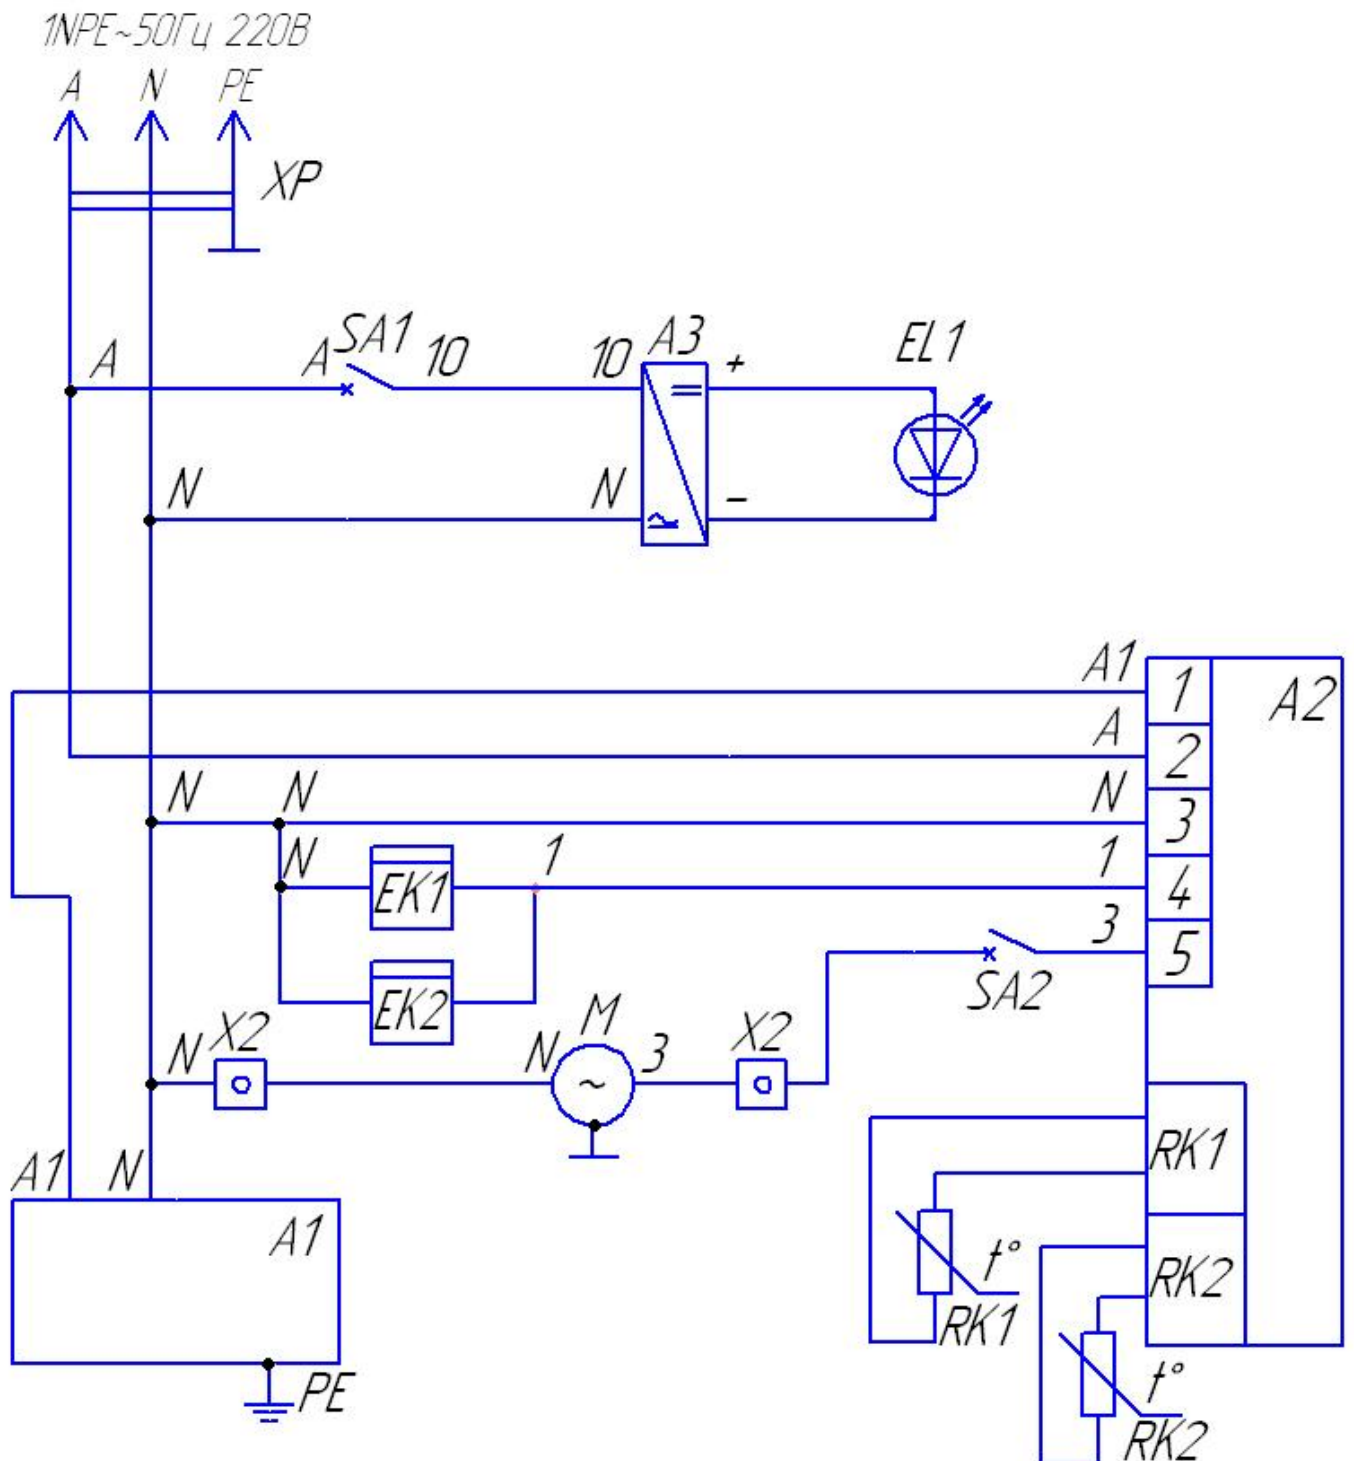 1NPE~50Гц 220В
A N PE
XP
A A SA1 10 10 A3 + EL1
N N −
A1 1 A2
A 2
N N N 3
N EK1 1 1 4
3 5
EK2 SA2
N X2 N M 3 X2
~
RK1
A1 N
A1 t°
RK1
RK2
PE t°
RK2